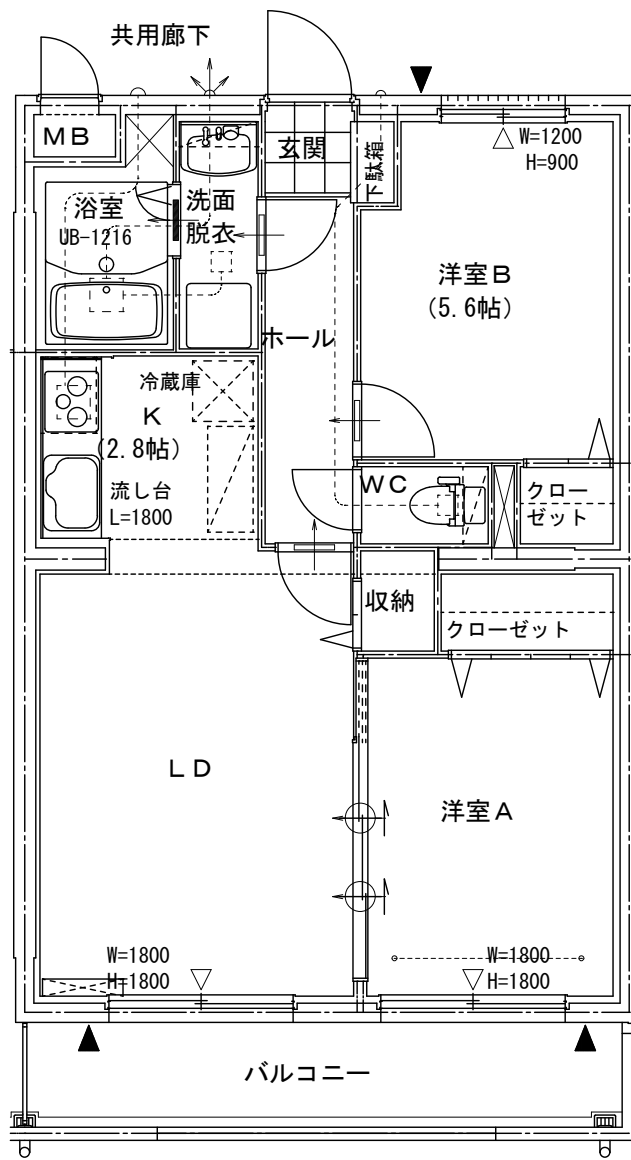 共用廊下
MB
玄関
下駄箱
W=1200
H=900
浴室
UB-1216
洗面
脱衣
洋室B
(5.6帖)
ホール
冷蔵庫
K
(2.8帖)
流し台
L=1800
WC
クロー
ゼット
収納
クローゼット
LD
洋室A
W=1800
H=1800
W=1800
H=1800
バルコニー